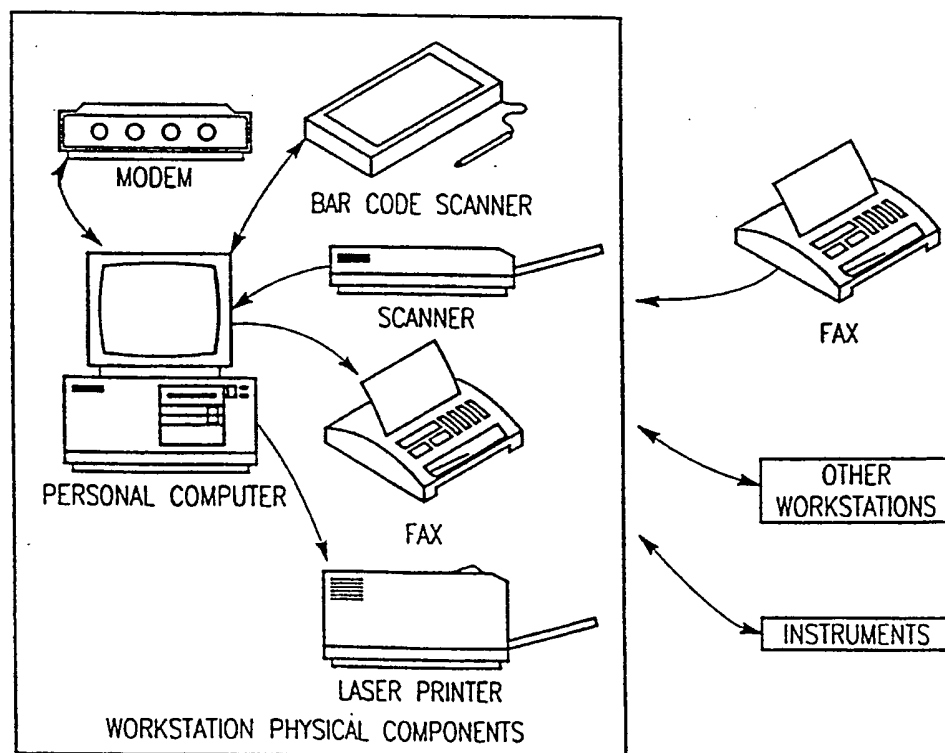 MODEM
BAR CODE SCANNER
SCANNER
FAX
PERSONAL COMPUTER
FAX
OTHER
WORKSTATIONS
INSTRUMENTS
LASER PRINTER
WORKSTATION PHYSICAL COMPONENTS